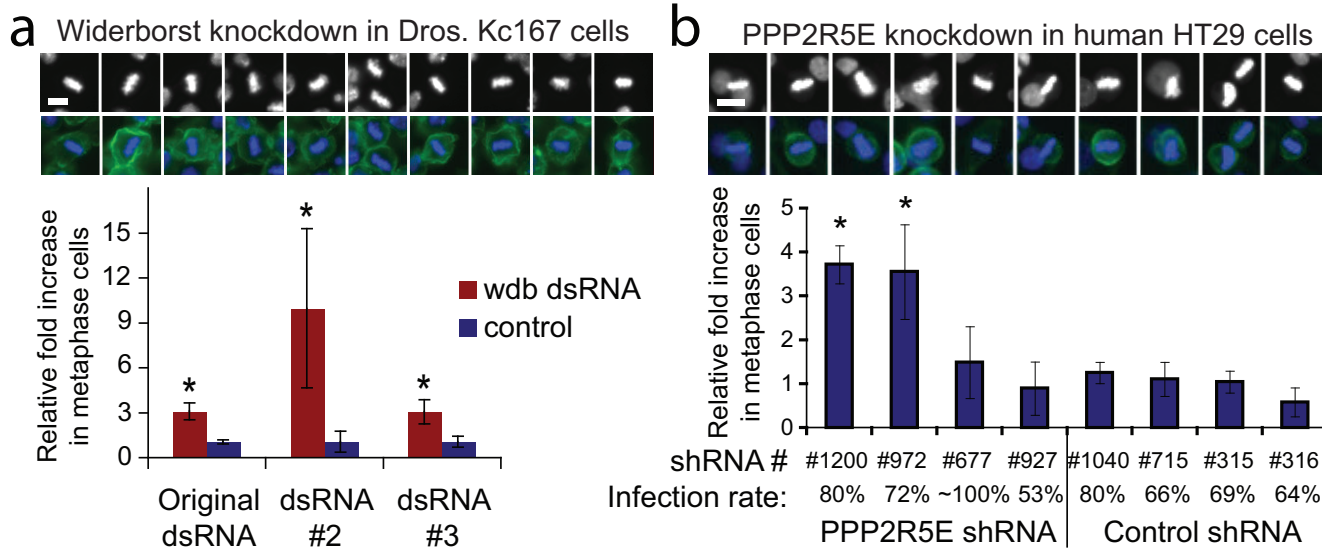 a Widerborst knockdown in Dros. Kc167 cells
Relative fold increase
in metaphase cells
15
12
9
6
3
0
*
*
*
wdb dsRNA
control
Original
dsRNA
dsRNA
#2
dsRNA
#3
b PPP2R5E knockdown in human HT29 cells
Relative fold increase
in metaphase cells
5
4
3
2
1
0
*
*
shRNA # #1200 #972 #677 #927 #1040 #715 #315 #316
Infection rate: 80% 72% ~100% 53% 80% 66% 69% 64%
PPP2R5E shRNA Control shRNA